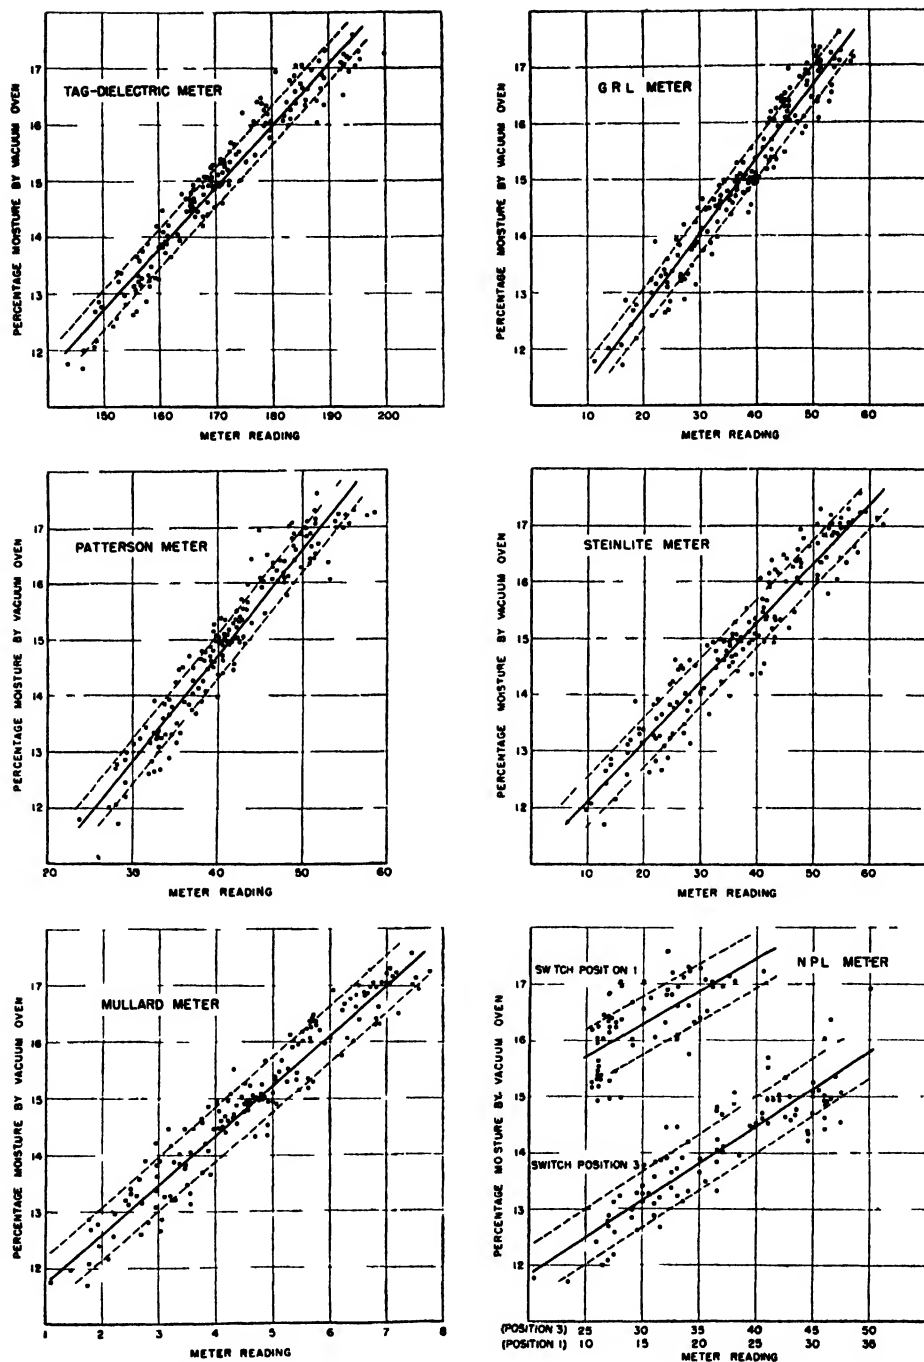 PERCENTAGE MOISTURE BY VACUUM OVEN
TAG-DIELECTRIC METER
17
16
15
14
13
12
150 160 170 180 190 200
METER READING
PERCENTAGE MOISTURE BY VACUUM OVEN
G R L METER
17
16
15
14
13
12
10 20 30 40 50 60
METER READING
PERCENTAGE MOISTURE BY VACUUM OVEN
PATTERSON METER
17
16
15
14
13
12
20 30 40 50 60
METER READING
PERCENTAGE MOISTURE BY VACUUM OVEN
STEINLITE METER
17
16
15
14
13
12
10 20 30 40 50 60
METER READING
PERCENTAGE MOISTURE BY VACUUM OVEN
MULLARD METER
17
16
15
14
13
12
1 2 3 4 5 6 7 8
METER READING
PERCENTAGE MOISTURE BY VACUUM OVEN
SWITCH POSITION 1
NPL METER
17
16
15
14
SWITCH POSITION 3
13
12
(POSITION 3) 25 30 35 40 45 50
(POSITION 1) 10 15 20 25 30 35
METER READING